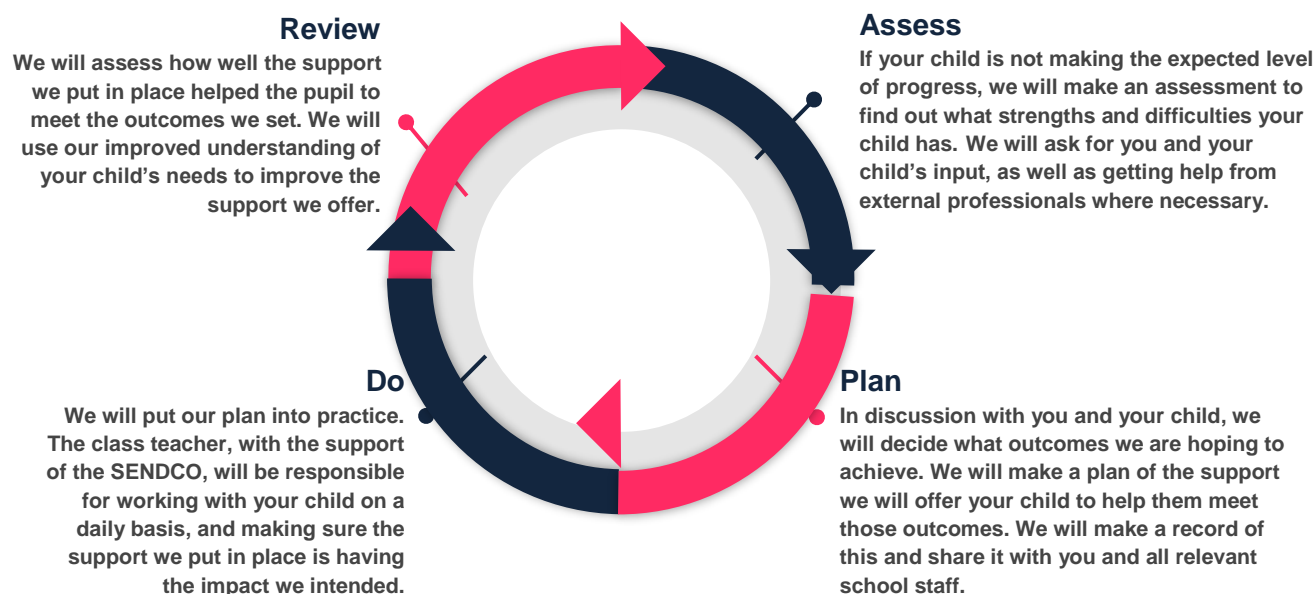 Review
We will assess how well the support
we put in place helped the pupil to
meet the outcomes we set. We will
use our improved understanding of
your child’s needs to improve the
support we offer.
Assess
If your child is not making the expected level
of progress, we will make an assessment to
find out what strengths and difficulties your
child has. We will ask for you and your
child’s input, as well as getting help from
external professionals where necessary.
Do
We will put our plan into practice.
The class teacher, with the support
of the SENDCO, will be responsible
for working with your child on a
daily basis, and making sure the
support we put in place is having
the impact we intended.
Plan
In discussion with you and your child, we
will decide what outcomes we are hoping to
achieve. We will make a plan of the support
we will offer your child to help them meet
those outcomes. We will make a record of
this and share it with you and all relevant
school staff.